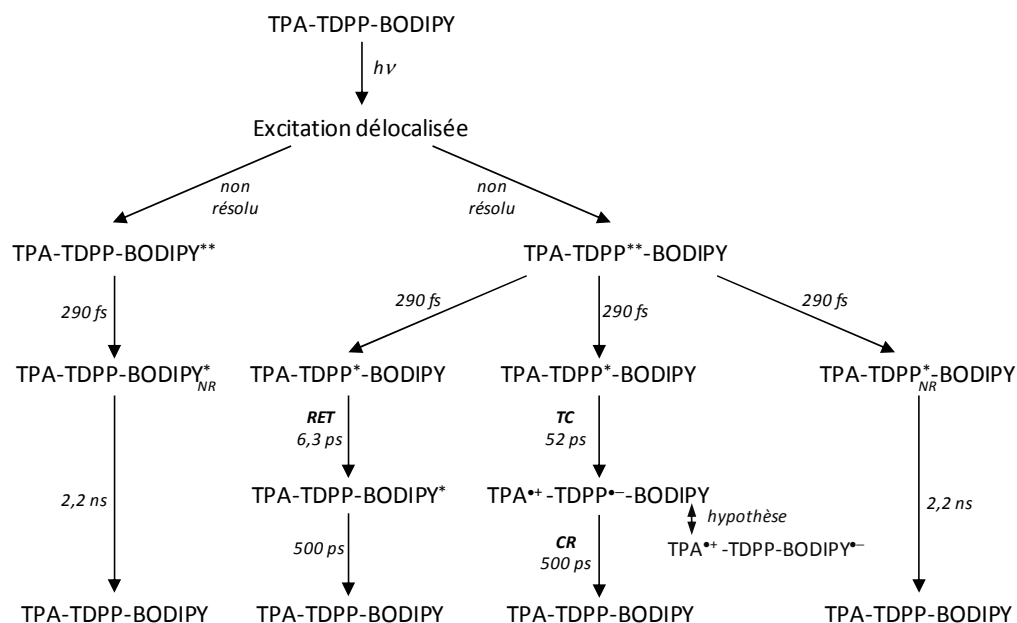 TPA-TDPP-BODIPY
hν
Excitation délocalisée
non
résolu
non
résolu
TPA-TDPP-BODIPY**
TPA-TDPP**-BODIPY
290 fs
290 fs
290 fs
290 fs
TPA-TDPP-BODIPY*NR
TPA-TDPP*-BODIPY
TPA-TDPP*-BODIPY
TPA-TDPP*NR-BODIPY
RET
6,3 ps
TC
52 ps
2,2 ns
TPA-TDPP-BODIPY*
TPA•+-TDPP•−-BODIPY
2,2 ns
hypothèse
TPA•+-TDPP-BODIPY•−
500 ps
CR
500 ps
TPA-TDPP-BODIPY
TPA-TDPP-BODIPY
TPA-TDPP-BODIPY
TPA-TDPP-BODIPY